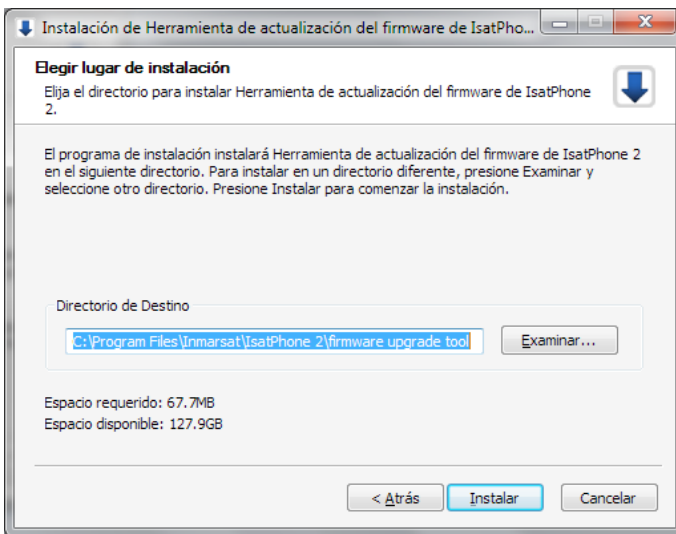 Instalación de Herramienta de actualización del firmware de IsatPho...
Elegir lugar de instalación
Elija el directorio para instalar Herramienta de actualización del firmware de IsatPhone
2.
El programa de instalación instalará Herramienta de actualización del firmware de IsatPhone 2
en el siguiente directorio. Para instalar en un directorio diferente, presione Examinar y
seleccione otro directorio. Presione Instalar para comenzar la instalación.
Directorio de Destino
C:\Program Files\Inmarsat\IsatPhone 2\firmware upgrade tool
Examinar...
Espacio requerido: 67.7MB
Espacio disponible: 127.9GB
< Atrás
Instalar
Cancelar